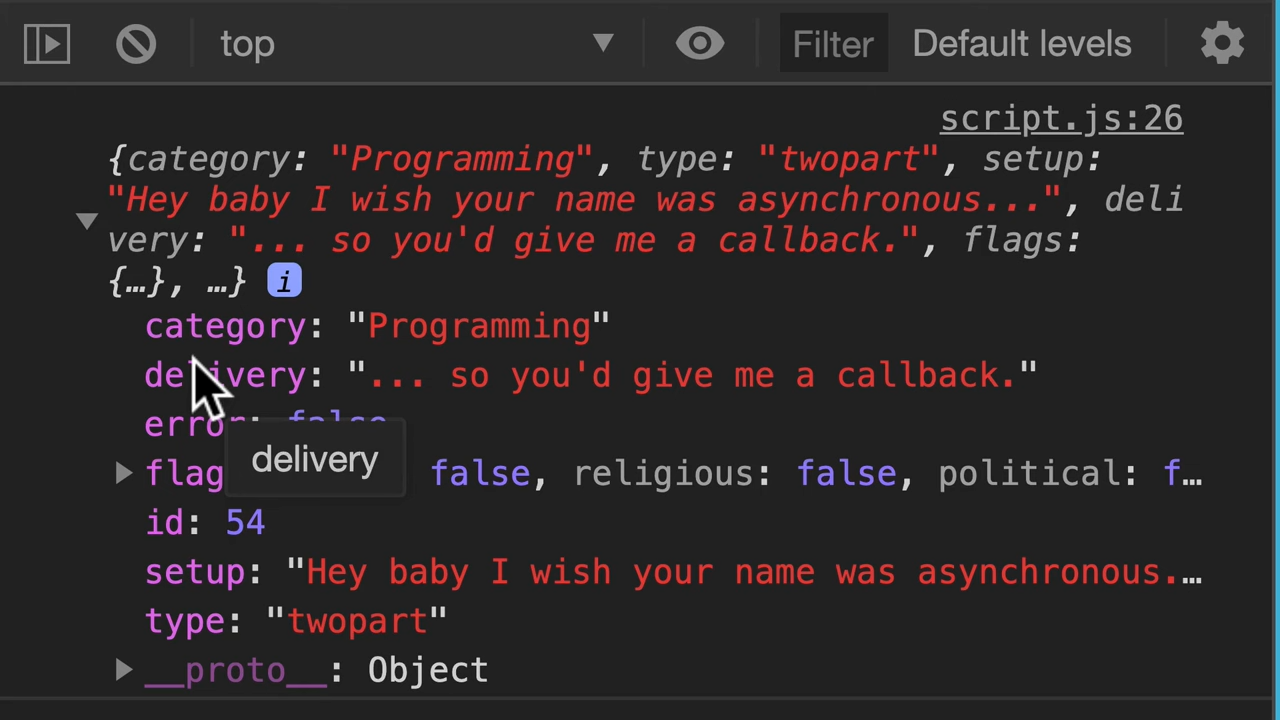 top Filter Default levels
script.js:26
{category: "Programming", type: "twopart", setup:
"Hey baby I wish your name was asynchronous...", deli
very: "... so you'd give me a callback.", flags:
{…}, …} i
category: "Programming"
delivery: "... so you'd give me a callback."
error: false
delivery
flag false, religious: false, political: f…
id: 54
setup: "Hey baby I wish your name was asynchronous.…
type: "twopart"
__proto__: Object